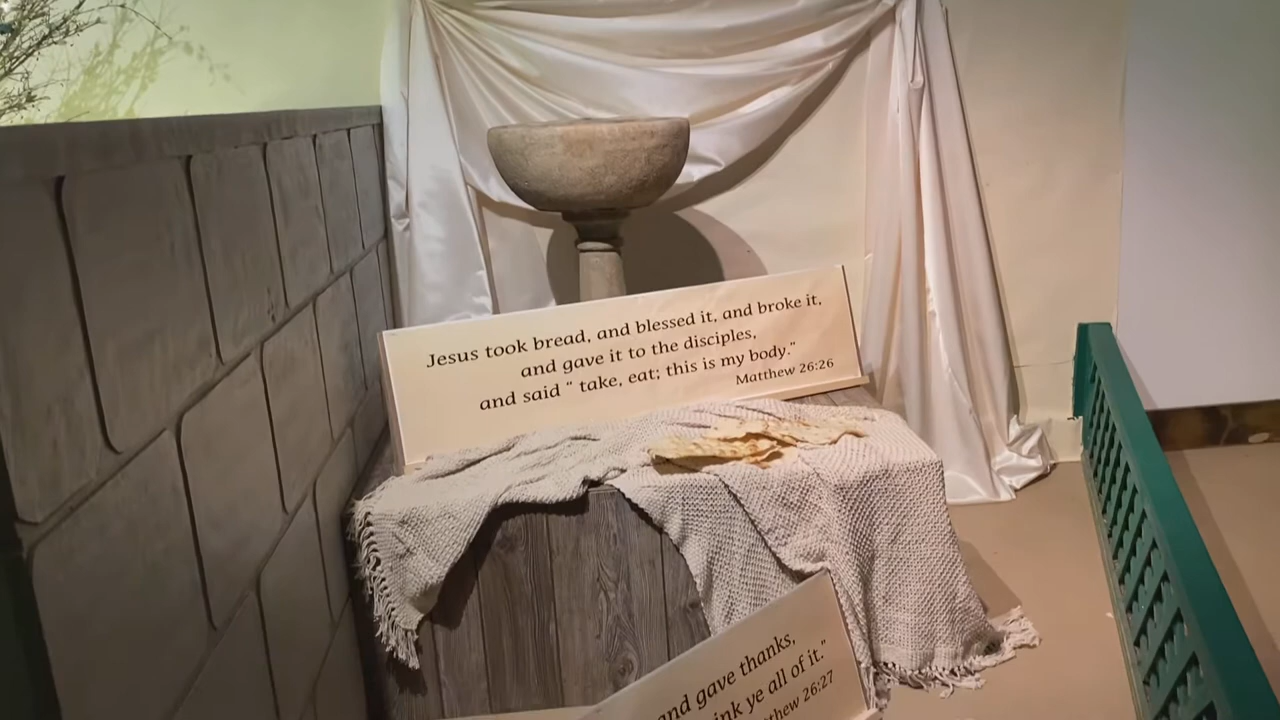 Jesus took bread, and blessed it, and broke it,
and gave it to the disciples,
and said “ take, eat; this is my body.”
Matthew 26:26
and gave thanks,
ye all of it.”
26:27